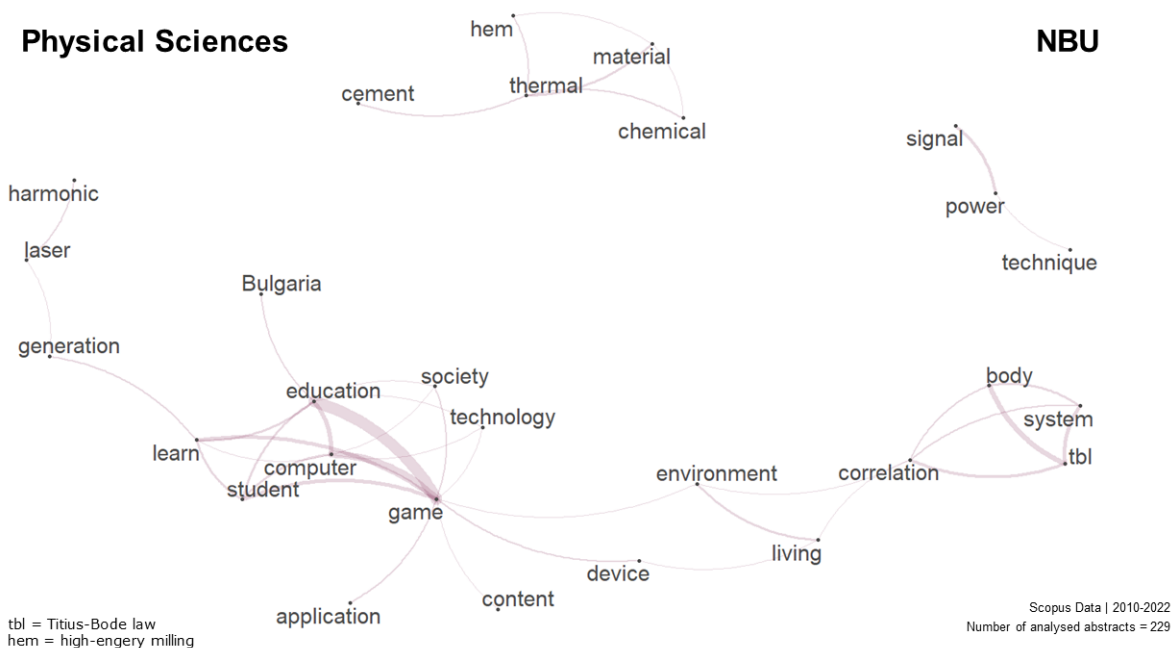 Physical Sciences
NBU
hem
material
thermal
cement
chemical
signal
power
technique
harmonic
laser
generation
Bulgaria
education
society
technology
learn
computer
student
game
environment
correlation
body
system
tbl
living
device
application
content
tbl = Titius-Bode law
hem = high-engery milling
Scopus Data | 2010-2022
Number of analysed abstracts = 229